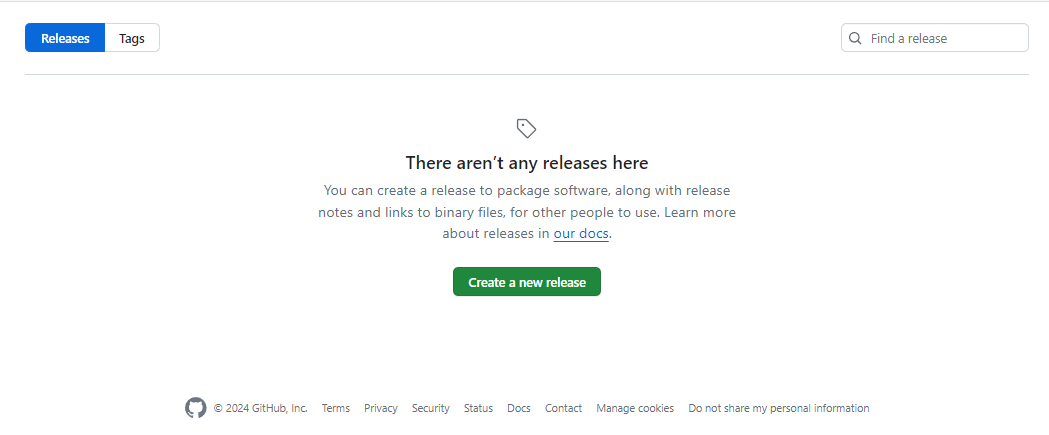 Releases Tags Find a release
There aren’t any releases here
You can create a release to package software, along with release
notes and links to binary files, for other people to use. Learn more
about releases in our docs.
Create a new release
© 2024 GitHub, Inc. Terms Privacy Security Status Docs Contact Manage cookies Do not share my personal information